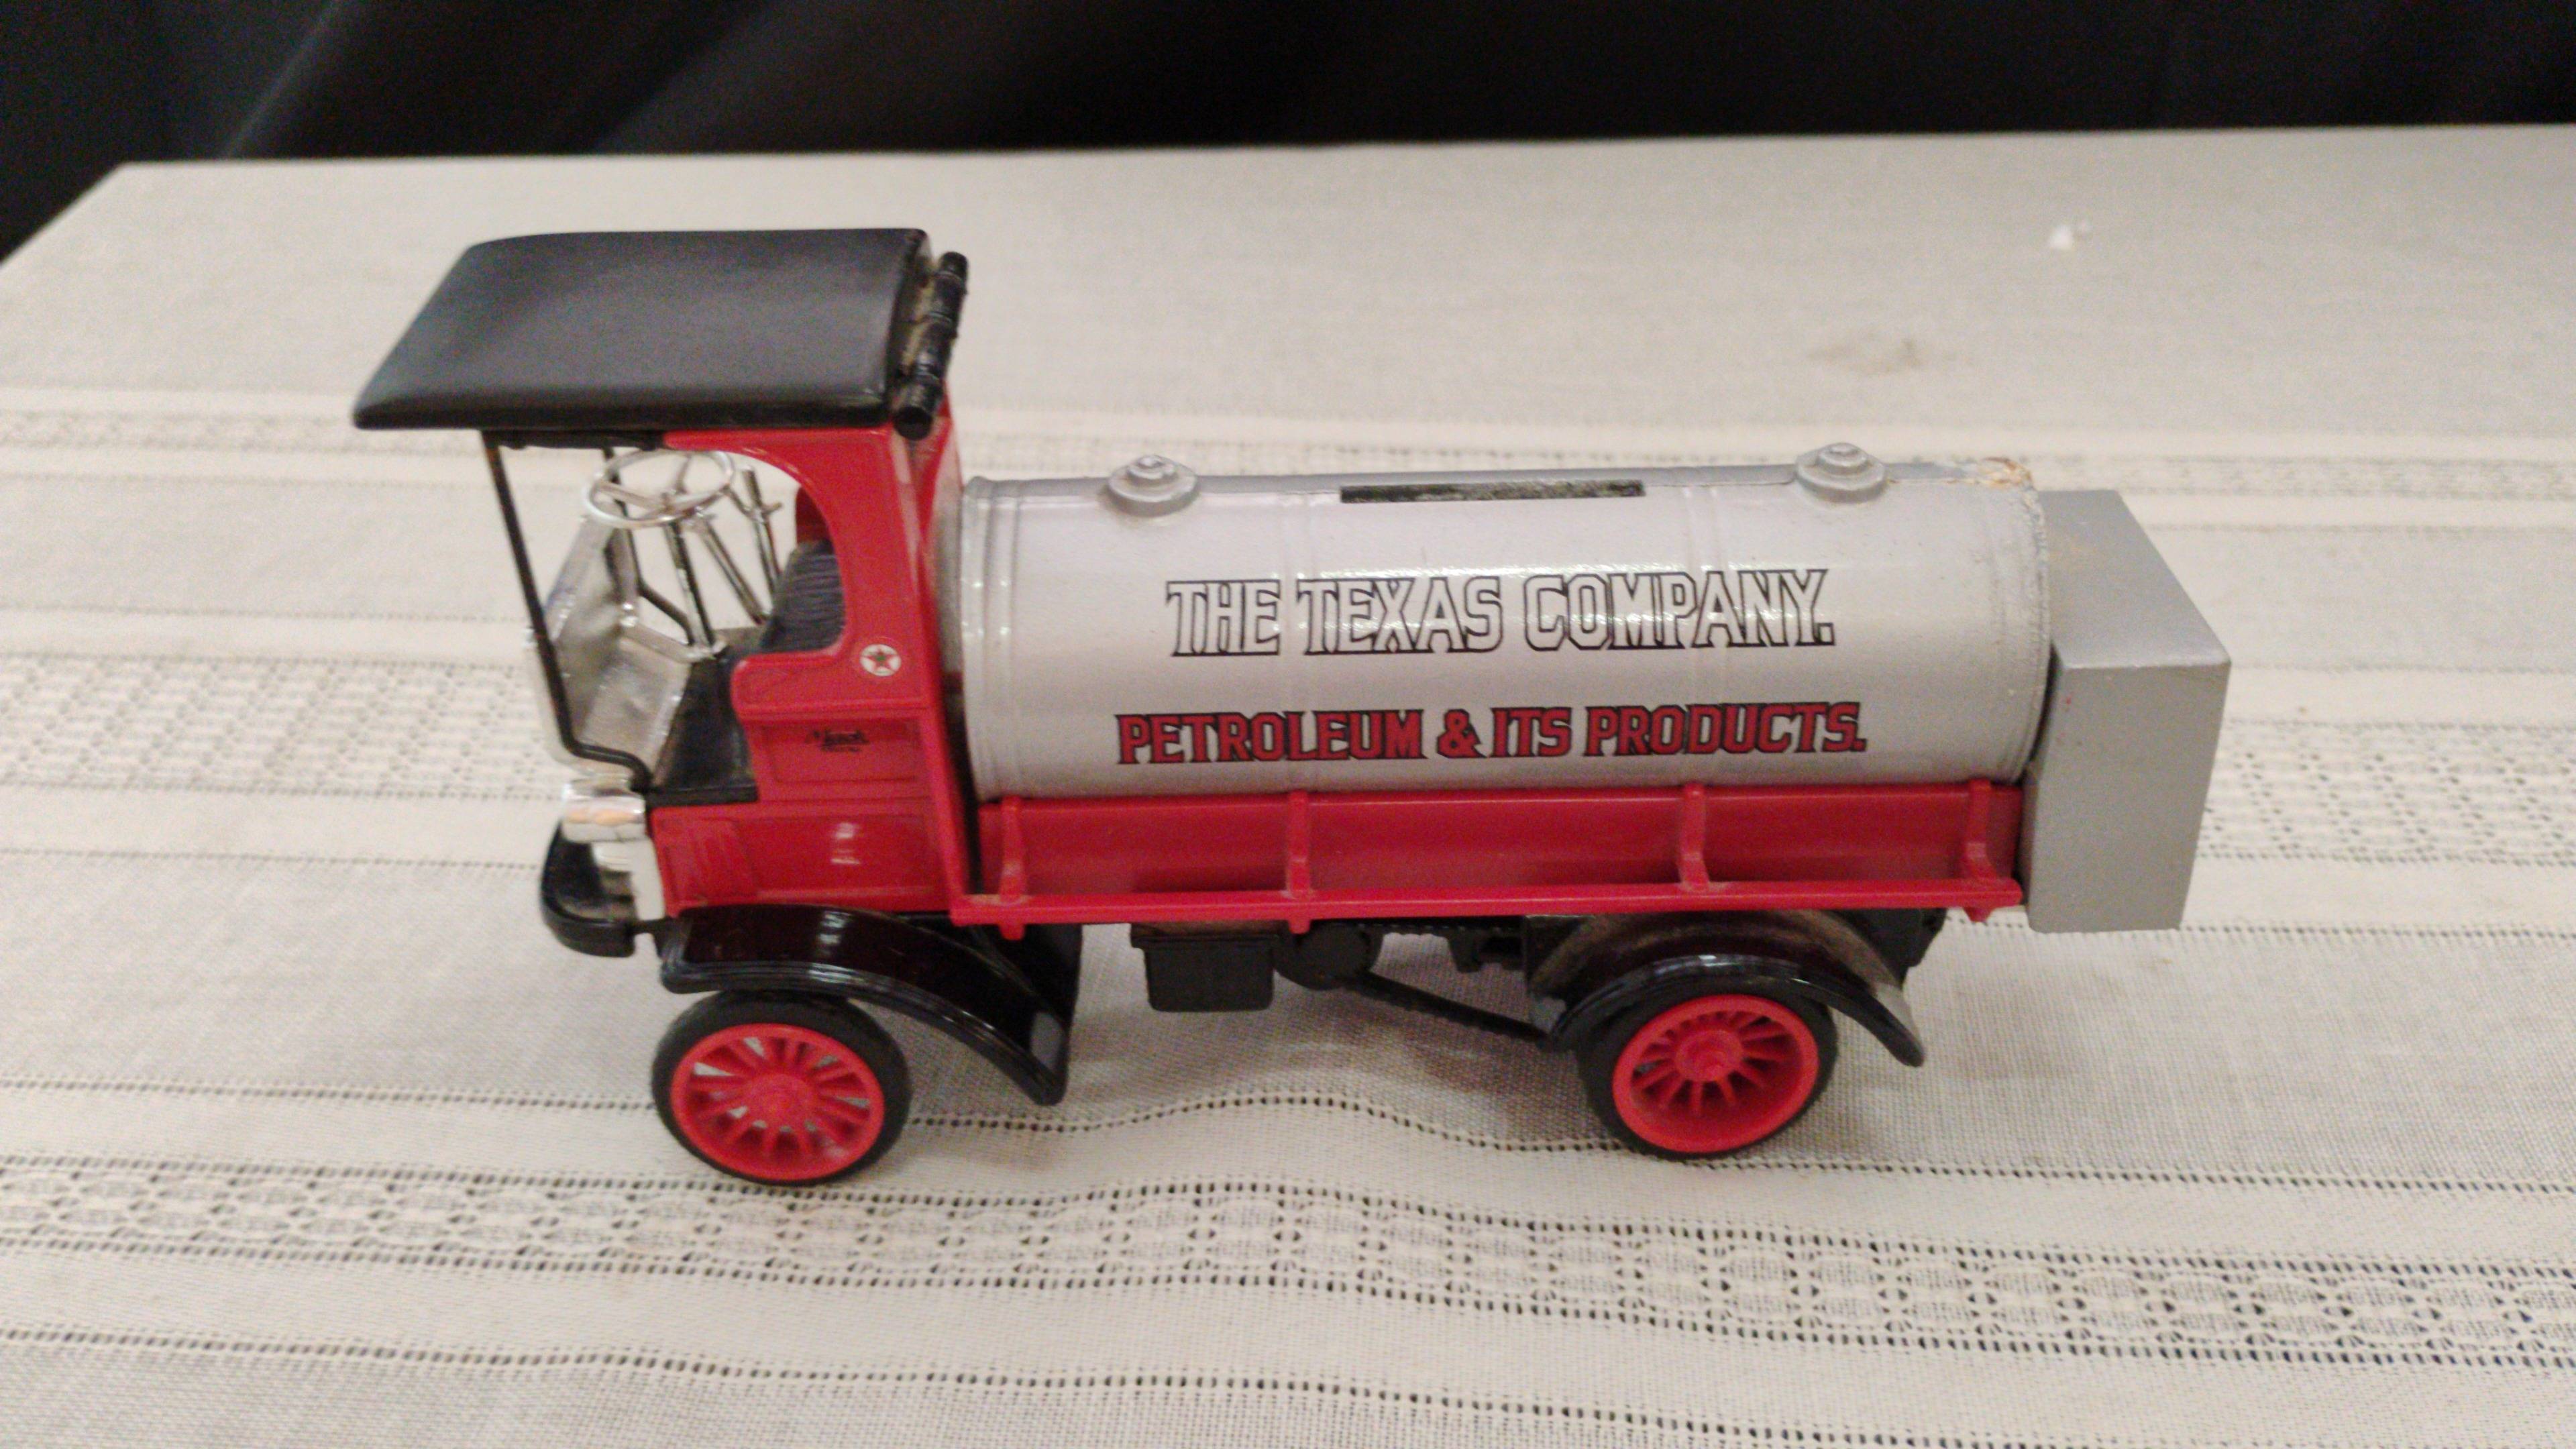 THE TEXAS COMPANY.
PETROLEUM & ITS PRODUCTS.